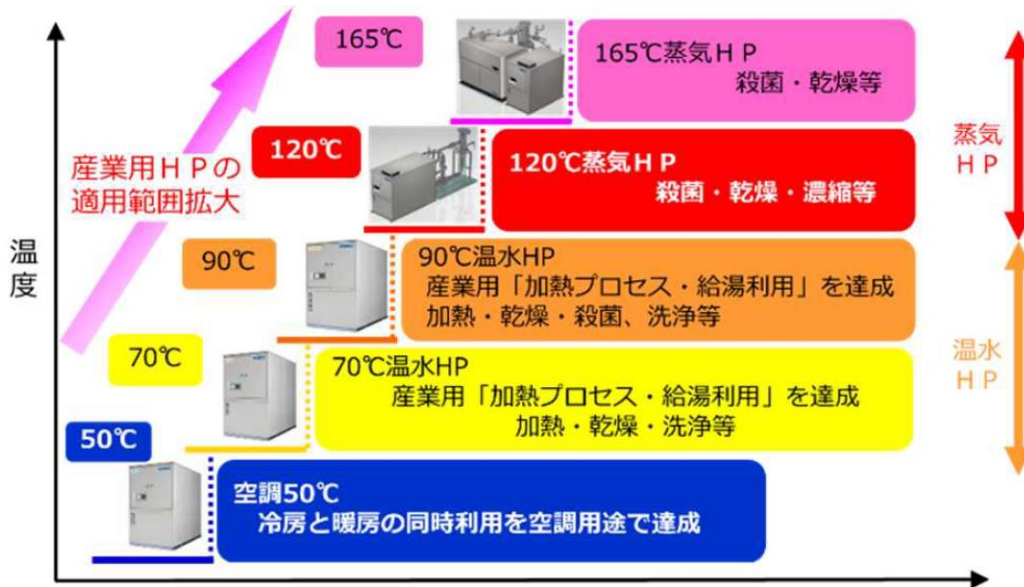 165℃
165℃蒸気ＨＰ
殺菌・乾燥等
120℃
120℃蒸気ＨＰ
殺菌・乾燥・濃縮等
産業用ＨＰの
適用範囲拡大
90℃
90℃温水HP
産業用「加熱プロセス・給湯利用」を達成
加熱・乾燥・殺菌、洗浄等
70℃
70℃温水HP
産業用「加熱プロセス・給湯利用」を達成
加熱・乾燥・洗浄等
50℃
空調50℃
冷房と暖房の同時利用を空調用途で達成
温度
蒸気
ＨＰ
温水
ＨＰ